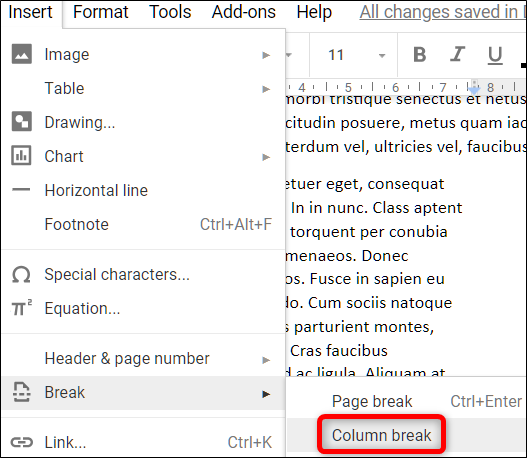 Insert Format Tools Add-ons Help All changes saved in
Image
11 B I U
Table
6 7 8
morbi tristique senectus et netus
Drawing...
citudin posuere, metus quam iac
terdum vel, ultricies vel, faucibus
Chart
etuer eget, consequat
Horizontal line
In in nunc. Class aptent
Footnote Ctrl+Alt+F
torquent per conubia
menaeos. Donec
Special characters...
os. Fusce in sapien eu
do. Cum sociis natoque
Equation...
s parturient montes,
Cras faucibus
Header & page number
d ac ligula. Aliquam at
Break
Page break Ctrl+Enter
Column break
Link... Ctrl+K